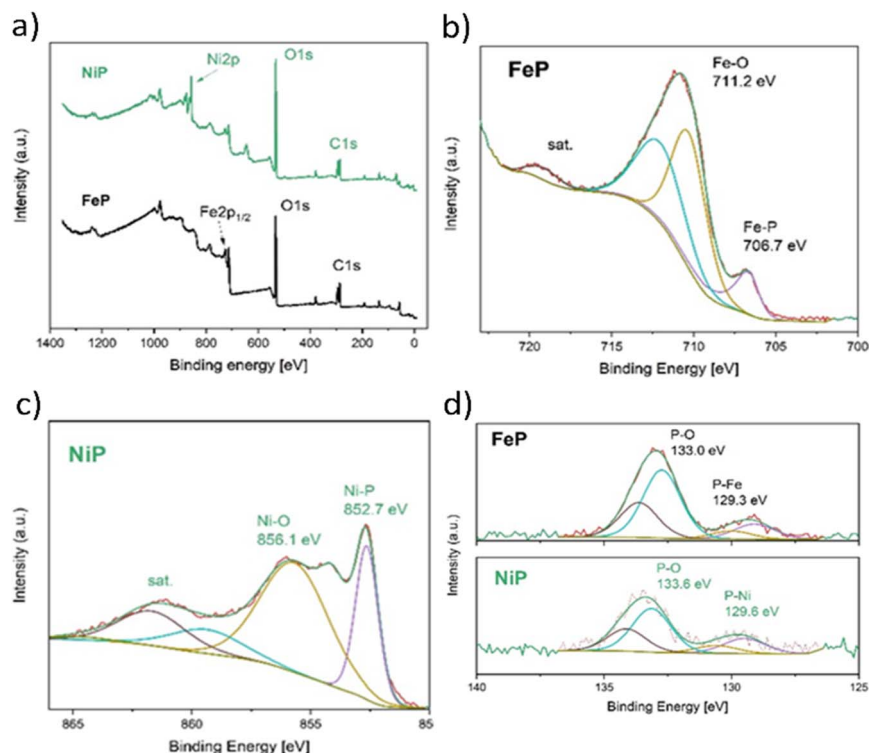 a)
NiP
Ni2p
O1s
C1s
FeP
Fe2p1/2
O1s
C1s
Intensity (a.u.)
1400 1200 1000 800 600 400 200 0
Binding energy [eV]
b)
FeP
Fe-O
711.2 eV
sat.
Fe-P
706.7 eV
Intensity (a.u.)
720 715 710 705 700
Binding Energy [eV]
c)
NiP
Ni-P
852.7 eV
Ni-O
856.1 eV
sat.
Intensity (a.u.)
865 860 855 85
Binding Energy [eV]
d)
FeP
P-O
133.0 eV
P-Fe
129.3 eV
NiP
P-O
133.6 eV
P-Ni
129.6 eV
Intensity (a.u.)
140 135 130 125
Binding Energy [eV]